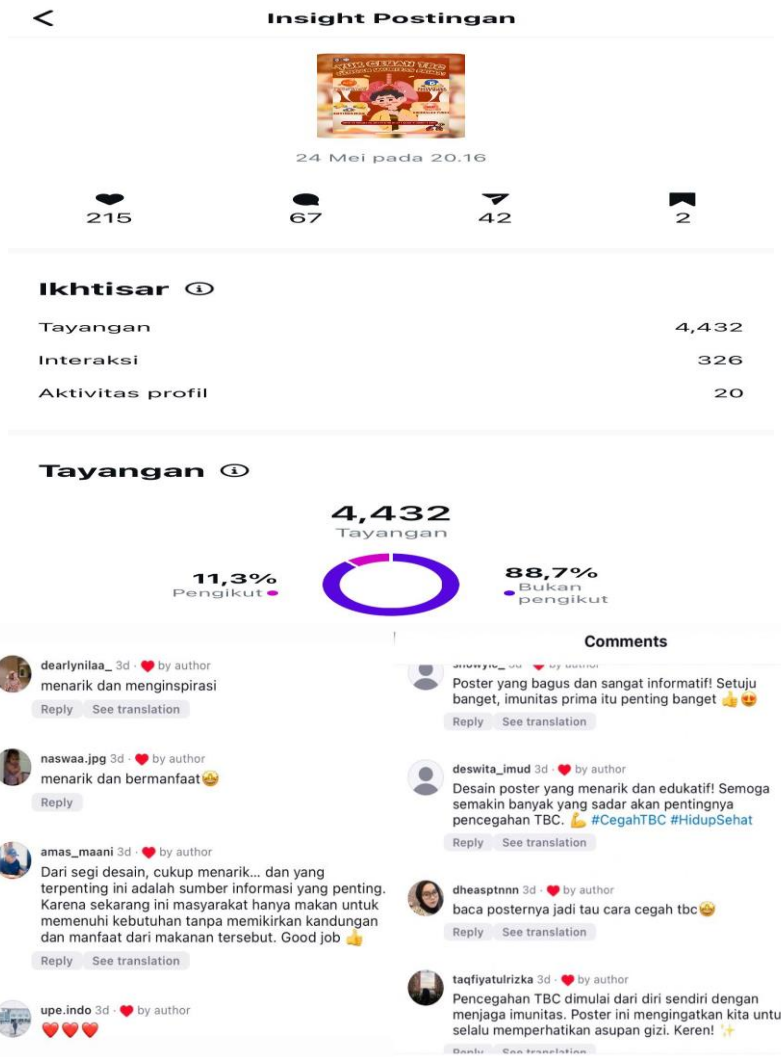 Insight Postingan
YUK CEGAH TBC
24 Mei pada 20.16
215
67
42
2
Ikhtisar
Tayangan
4,432
Interaksi
326
Aktivitas profil
20
Tayangan
4,432
Tayangan
11,3%
Pengikut
88,7%
Bukan
pengikut
dearlynilaa_ 3d · ❤️ by author
menarik dan menginspirasi
Reply See translation
naswaa.jpg 3d · ❤️ by author
menarik dan bermanfaat🤩
Reply
amas_maani 3d · ❤️ by author
Dari segi desain, cukup menarik... dan yang
terpenting ini adalah sumber informasi yang penting.
Karena sekarang ini masyarakat hanya makan untuk
memenuhi kebutuhan tanpa memikirkan kandungan
dan manfaat dari makanan tersebut. Good job 👍
Reply See translation
upe.indo 3d · ❤️ by author
❤️❤️❤️
Comments
by author
Poster yang bagus dan sangat informatif! Setuju
banget, imunitas prima itu penting banget 👍😍
Reply See translation
deswita_imud 3d · ❤️ by author
Desain poster yang menarik dan edukatif! Semoga
semakin banyak yang sadar akan pentingnya
pencegahan TBC. 💪 #CegahTBC #HidupSehat
Reply See translation
dheasptnnn 3d · ❤️ by author
baca posternya jadi tau cara cegah tbc🤩
Reply See translation
taqfiyatulrizka 3d · ❤️ by author
Pencegahan TBC dimulai dari diri sendiri dengan
menjaga imunitas. Poster ini mengingatkan kita untu
selalu memperhatikan asupan gizi. Keren! ✨
Reply See translation